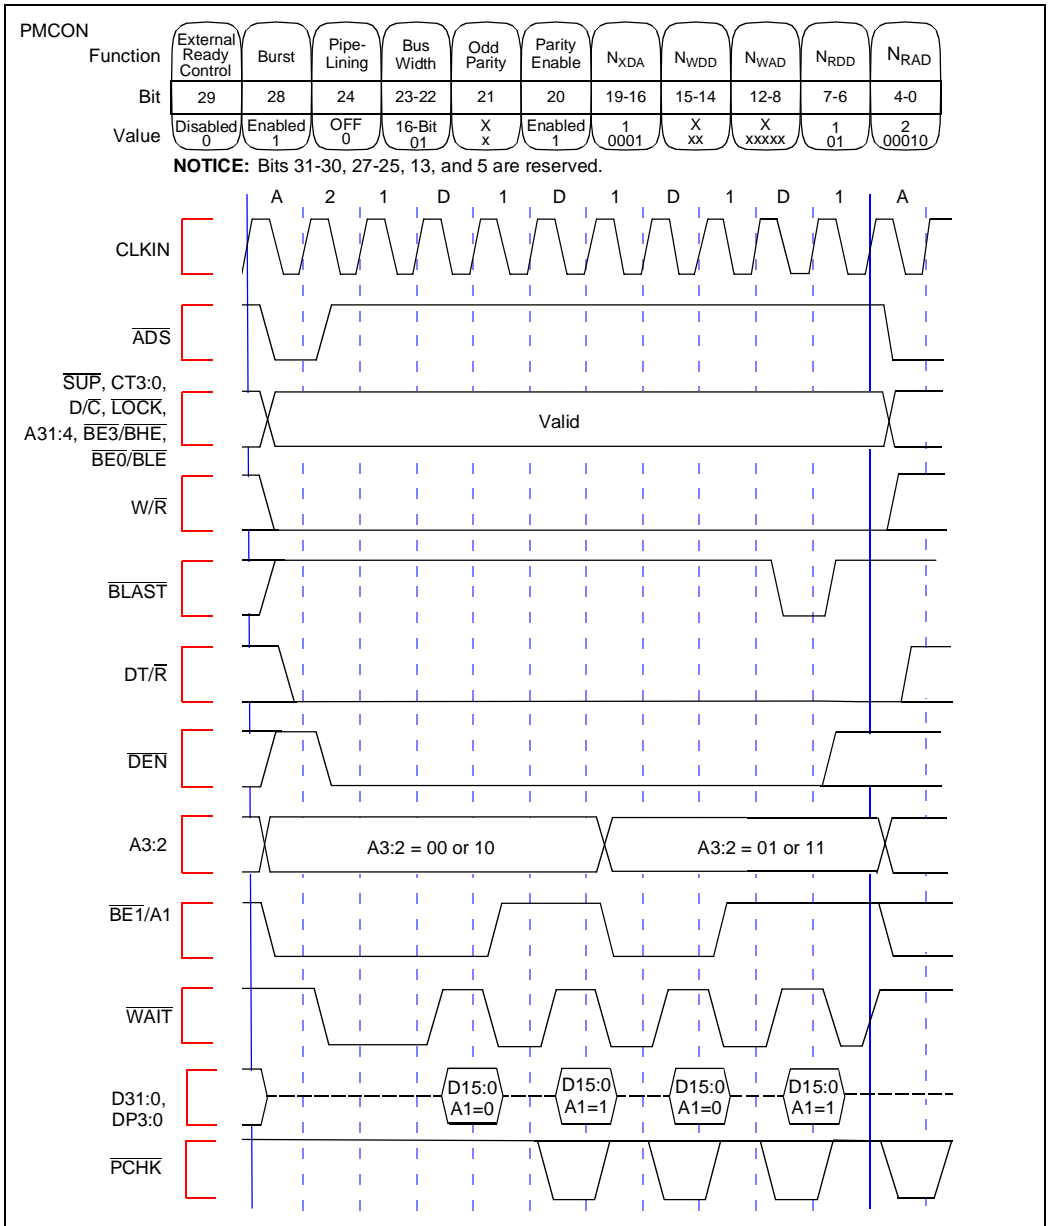 PMCON
Function
External Ready Control
Burst
Pipe-Lining
Bus Width
Odd Parity
Parity Enable
NXDA
NWDD
NWAD
NRDD
NRAD
Bit 29 28 24 23-22 21 20 19-16 15-14 12-8 7-6 4-0
Value
Disabled 0
Enabled 1
OFF 0
16-Bit 01
X x
Enabled 1
1 0001
X xx
X xxxxx
1 01
2 00010
NOTICE: Bits 31-30, 27-25, 13, and 5 are reserved.
A 2 1 D 1 D 1 D 1 D 1 A
CLKIN
ADS
SUP, CT3:0,
D/C, LOCK,
A31:4, BE3/BHE,
BE0/BLE
Valid
W/R
BLAST
DT/R
DEN
A3:2
A3:2 = 00 or 10
A3:2 = 01 or 11
BE1/A1
WAIT
D31:0,
DP3:0
D15:0 A1=0
D15:0 A1=1
D15:0 A1=0
D15:0 A1=1
PCHK